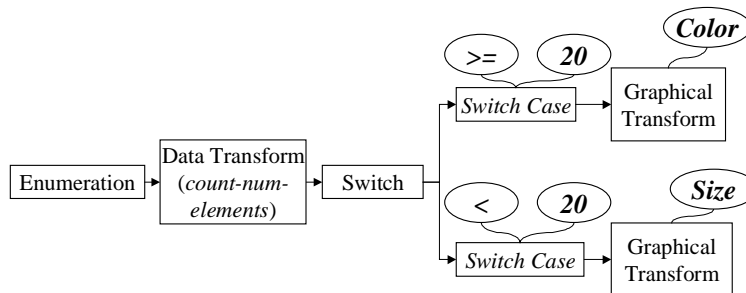 Enumeration
Data Transform
(count-num-
elements)
Switch
>=
20
Switch Case
Color
Graphical
Transform
<
20
Switch Case
Size
Graphical
Transform